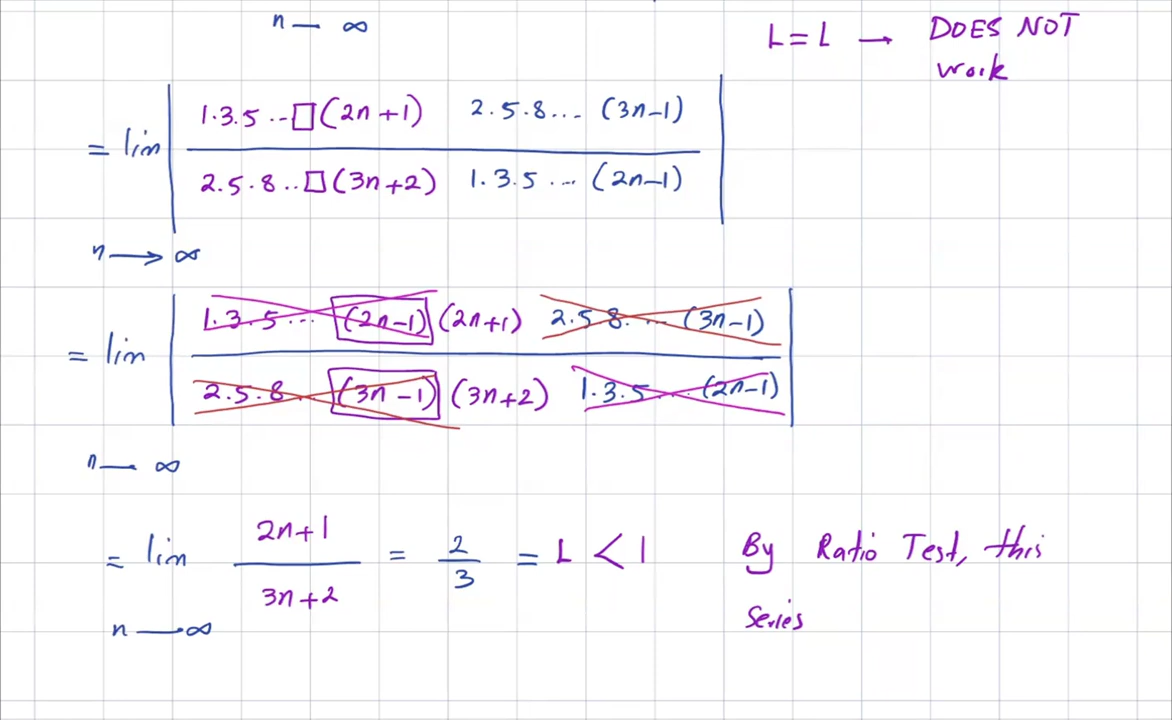 n — ∞
L = L → DOES NOT
work
= lim | 1.3.5 ..□(2n+1) 2.5.8... (3n-1) |
| 2.5.8..□(3n+2) 1.3.5 ... (2n-1) |
n → ∞
= lim | 1.3.5... (2n-1) (2n+1) 2.5.8. ... (3n-1) |
| 2.5.8 (3n-1) (3n+2) 1.3.5 ... (2n-1) |
n — ∞
= lim 2n+1 / 3n+2 = 2/3 = L < 1 By Ratio Test, this
n → ∞
Series